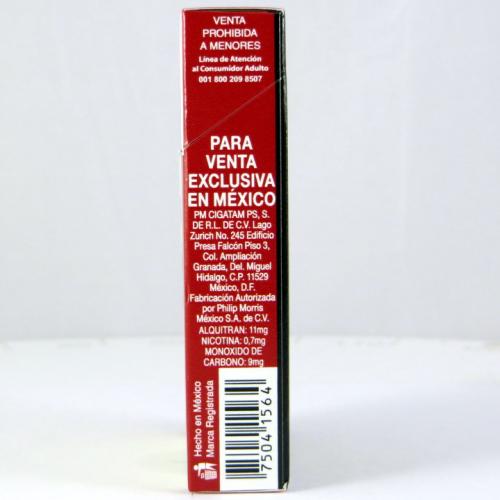 VENTA
PROHIBIDA
A MENORES
Línea de Atención
al Consumidor Adulto
001 800 209 8507
PARA
VENTA
EXCLUSIVA
EN MÉXICO
PM CIGATAM PS, S.
DE R.L. DE C.V. Lago
Zurich No. 245 Edificio
Presa Falcón Piso 3,
Col. Ampliación
Granada, Del. Miguel
Hidalgo, C.P. 11529
México, D.F.
Fabricación Autorizada
por Philip Morris
México S.A. de C.V.
ALQUITRAN: 11mg
NICOTINA: 0,7mg
MONOXIDO DE
CARBONO: 9mg
Hecho en México
Marca Registrada
75041564